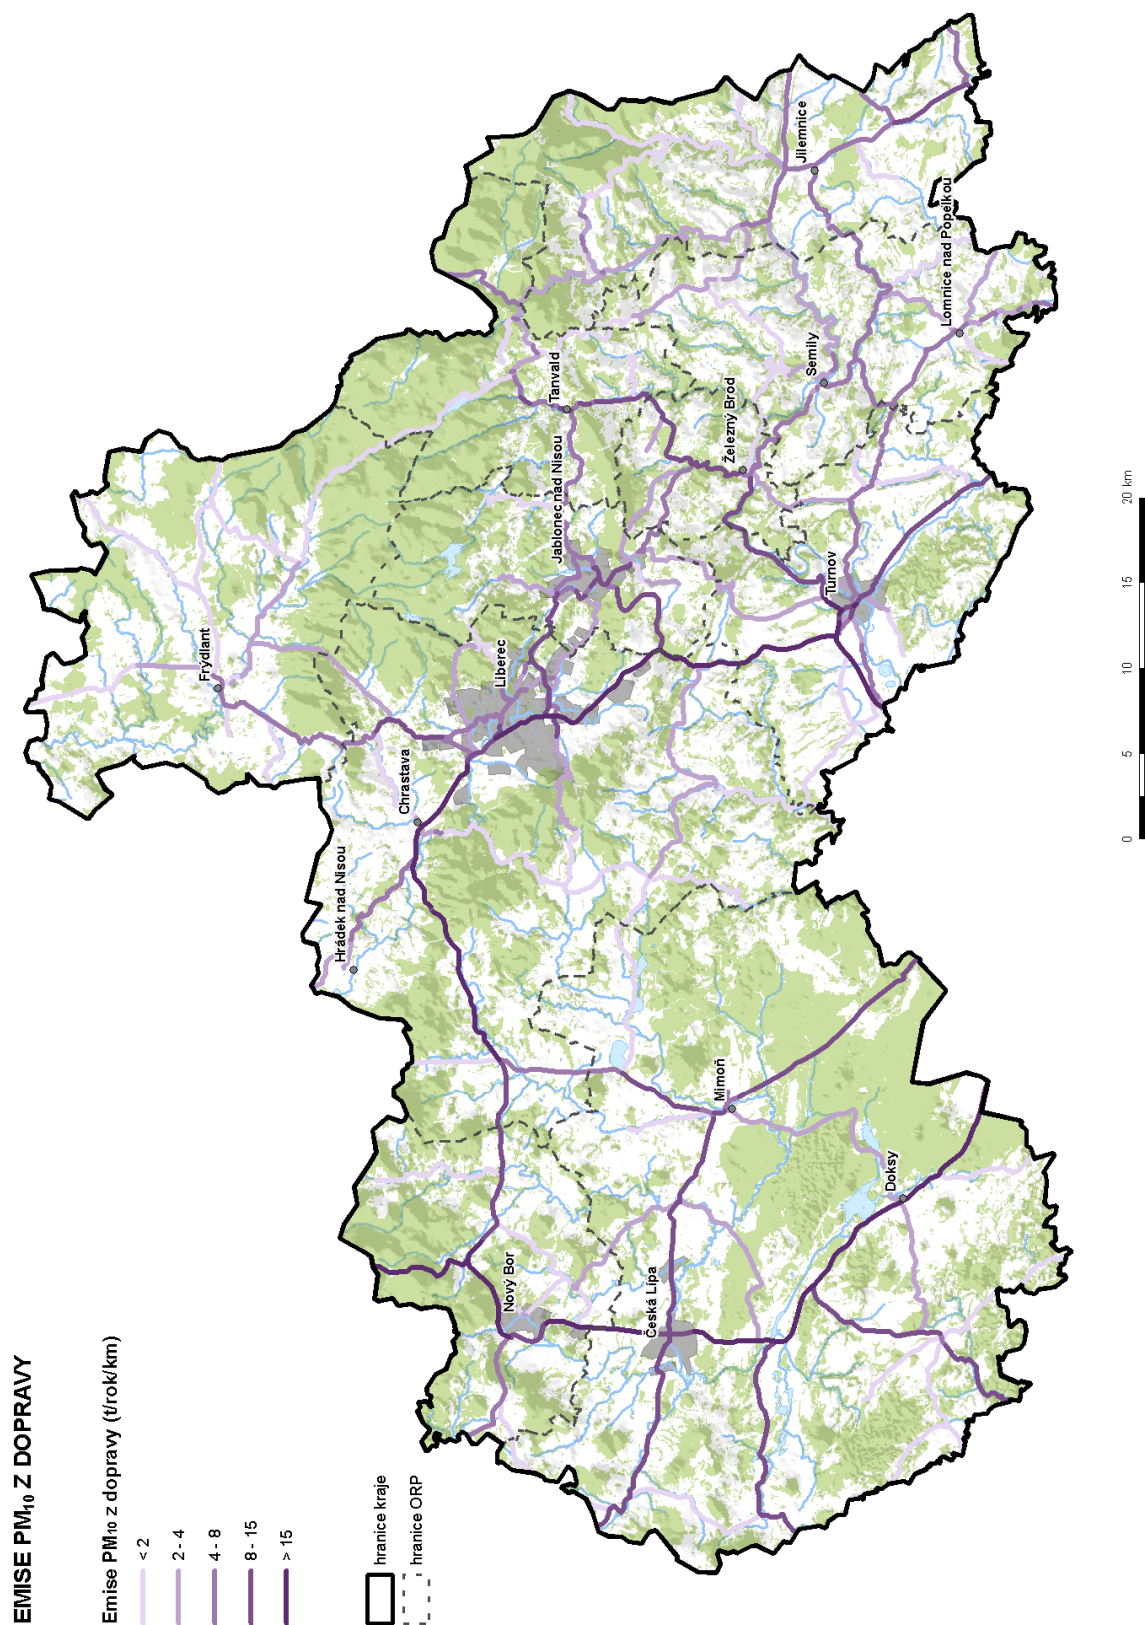 EMISE PM₁₀ Z DOPRAVY
Emise PM₁₀ z dopravy (t/rok/km)
< 2
2 - 4
4 - 8
8 - 15
> 15
hranice kraje
hranice ORP
Frýdlant
Hrádek nad Nisou
Chrastava
Liberec
Jablonec nad Nisou
Tanvald
Nový Bor
Česká Lípa
Mimoň
Doksy
Turnov
Železný Brod
Semily
Jilemnice
Lomnice nad Popelkou
0
5
10
15
20 km